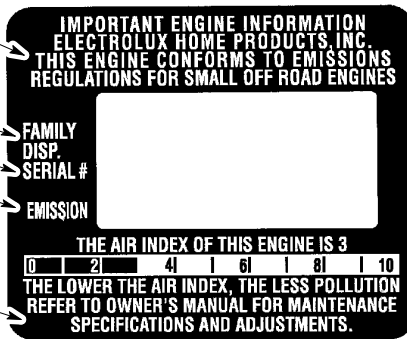 IMPORTANT ENGINE INFORMATION
ELECTROLUX HOME PRODUCTS, INC.
THIS ENGINE CONFORMS TO EMISSIONS
REGULATIONS FOR SMALL OFF ROAD ENGINES
FAMILY
DISP.
SERIAL #
EMISSION
THE AIR INDEX OF THIS ENGINE IS 3
0 2 4 6 8 10
THE LOWER THE AIR INDEX, THE LESS POLLUTION
REFER TO OWNER'S MANUAL FOR MAINTENANCE
SPECIFICATIONS AND ADJUSTMENTS.